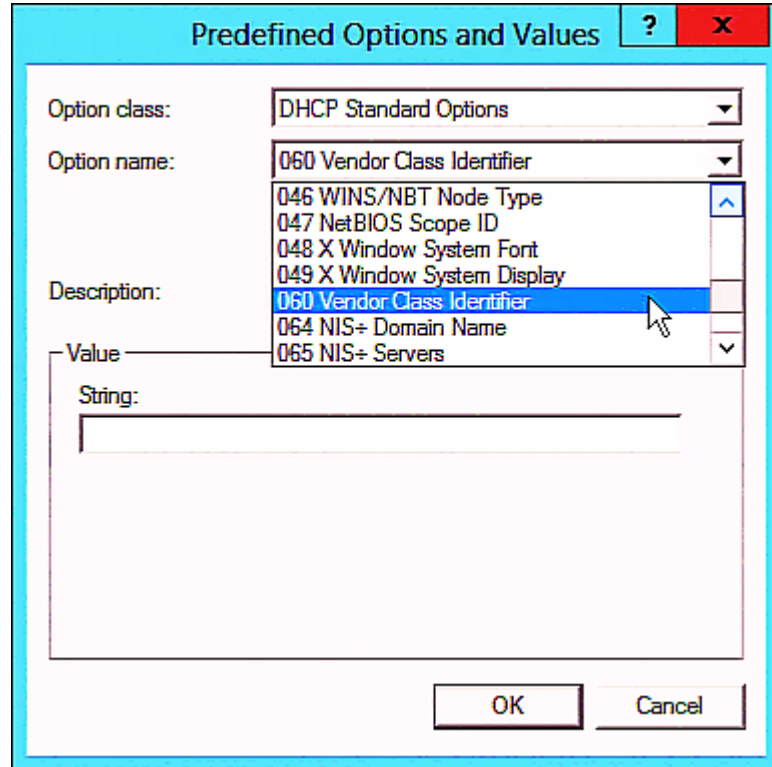 Predefined Options and Values ? x
Option class: DHCP Standard Options
Option name: 060 Vendor Class Identifier
046 WINS/NBT Node Type
047 NetBIOS Scope ID
048 X Window System Font
049 X Window System Display
Description: 060 Vendor Class Identifier
064 NIS+ Domain Name
Value 065 NIS+ Servers
String:
OK Cancel